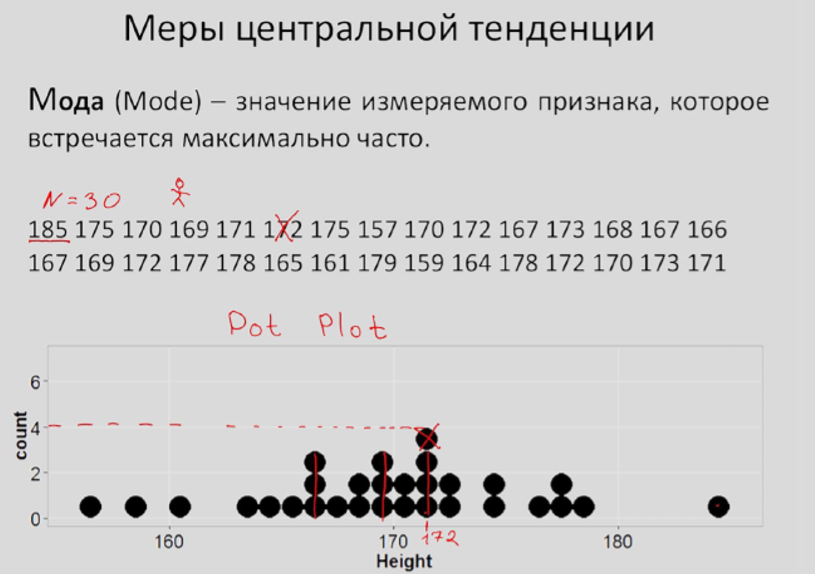 Меры центральной тенденции
Мода (Mode) – значение измеряемого признака, которое
встречается максимально часто.
N = 30
185 175 170 169 171 172 175 157 170 172 167 173 168 167 166
167 169 172 177 178 165 161 179 159 164 178 172 170 173 171
Dot Plot
6
4
2
0
count
160 170 172 180
Height